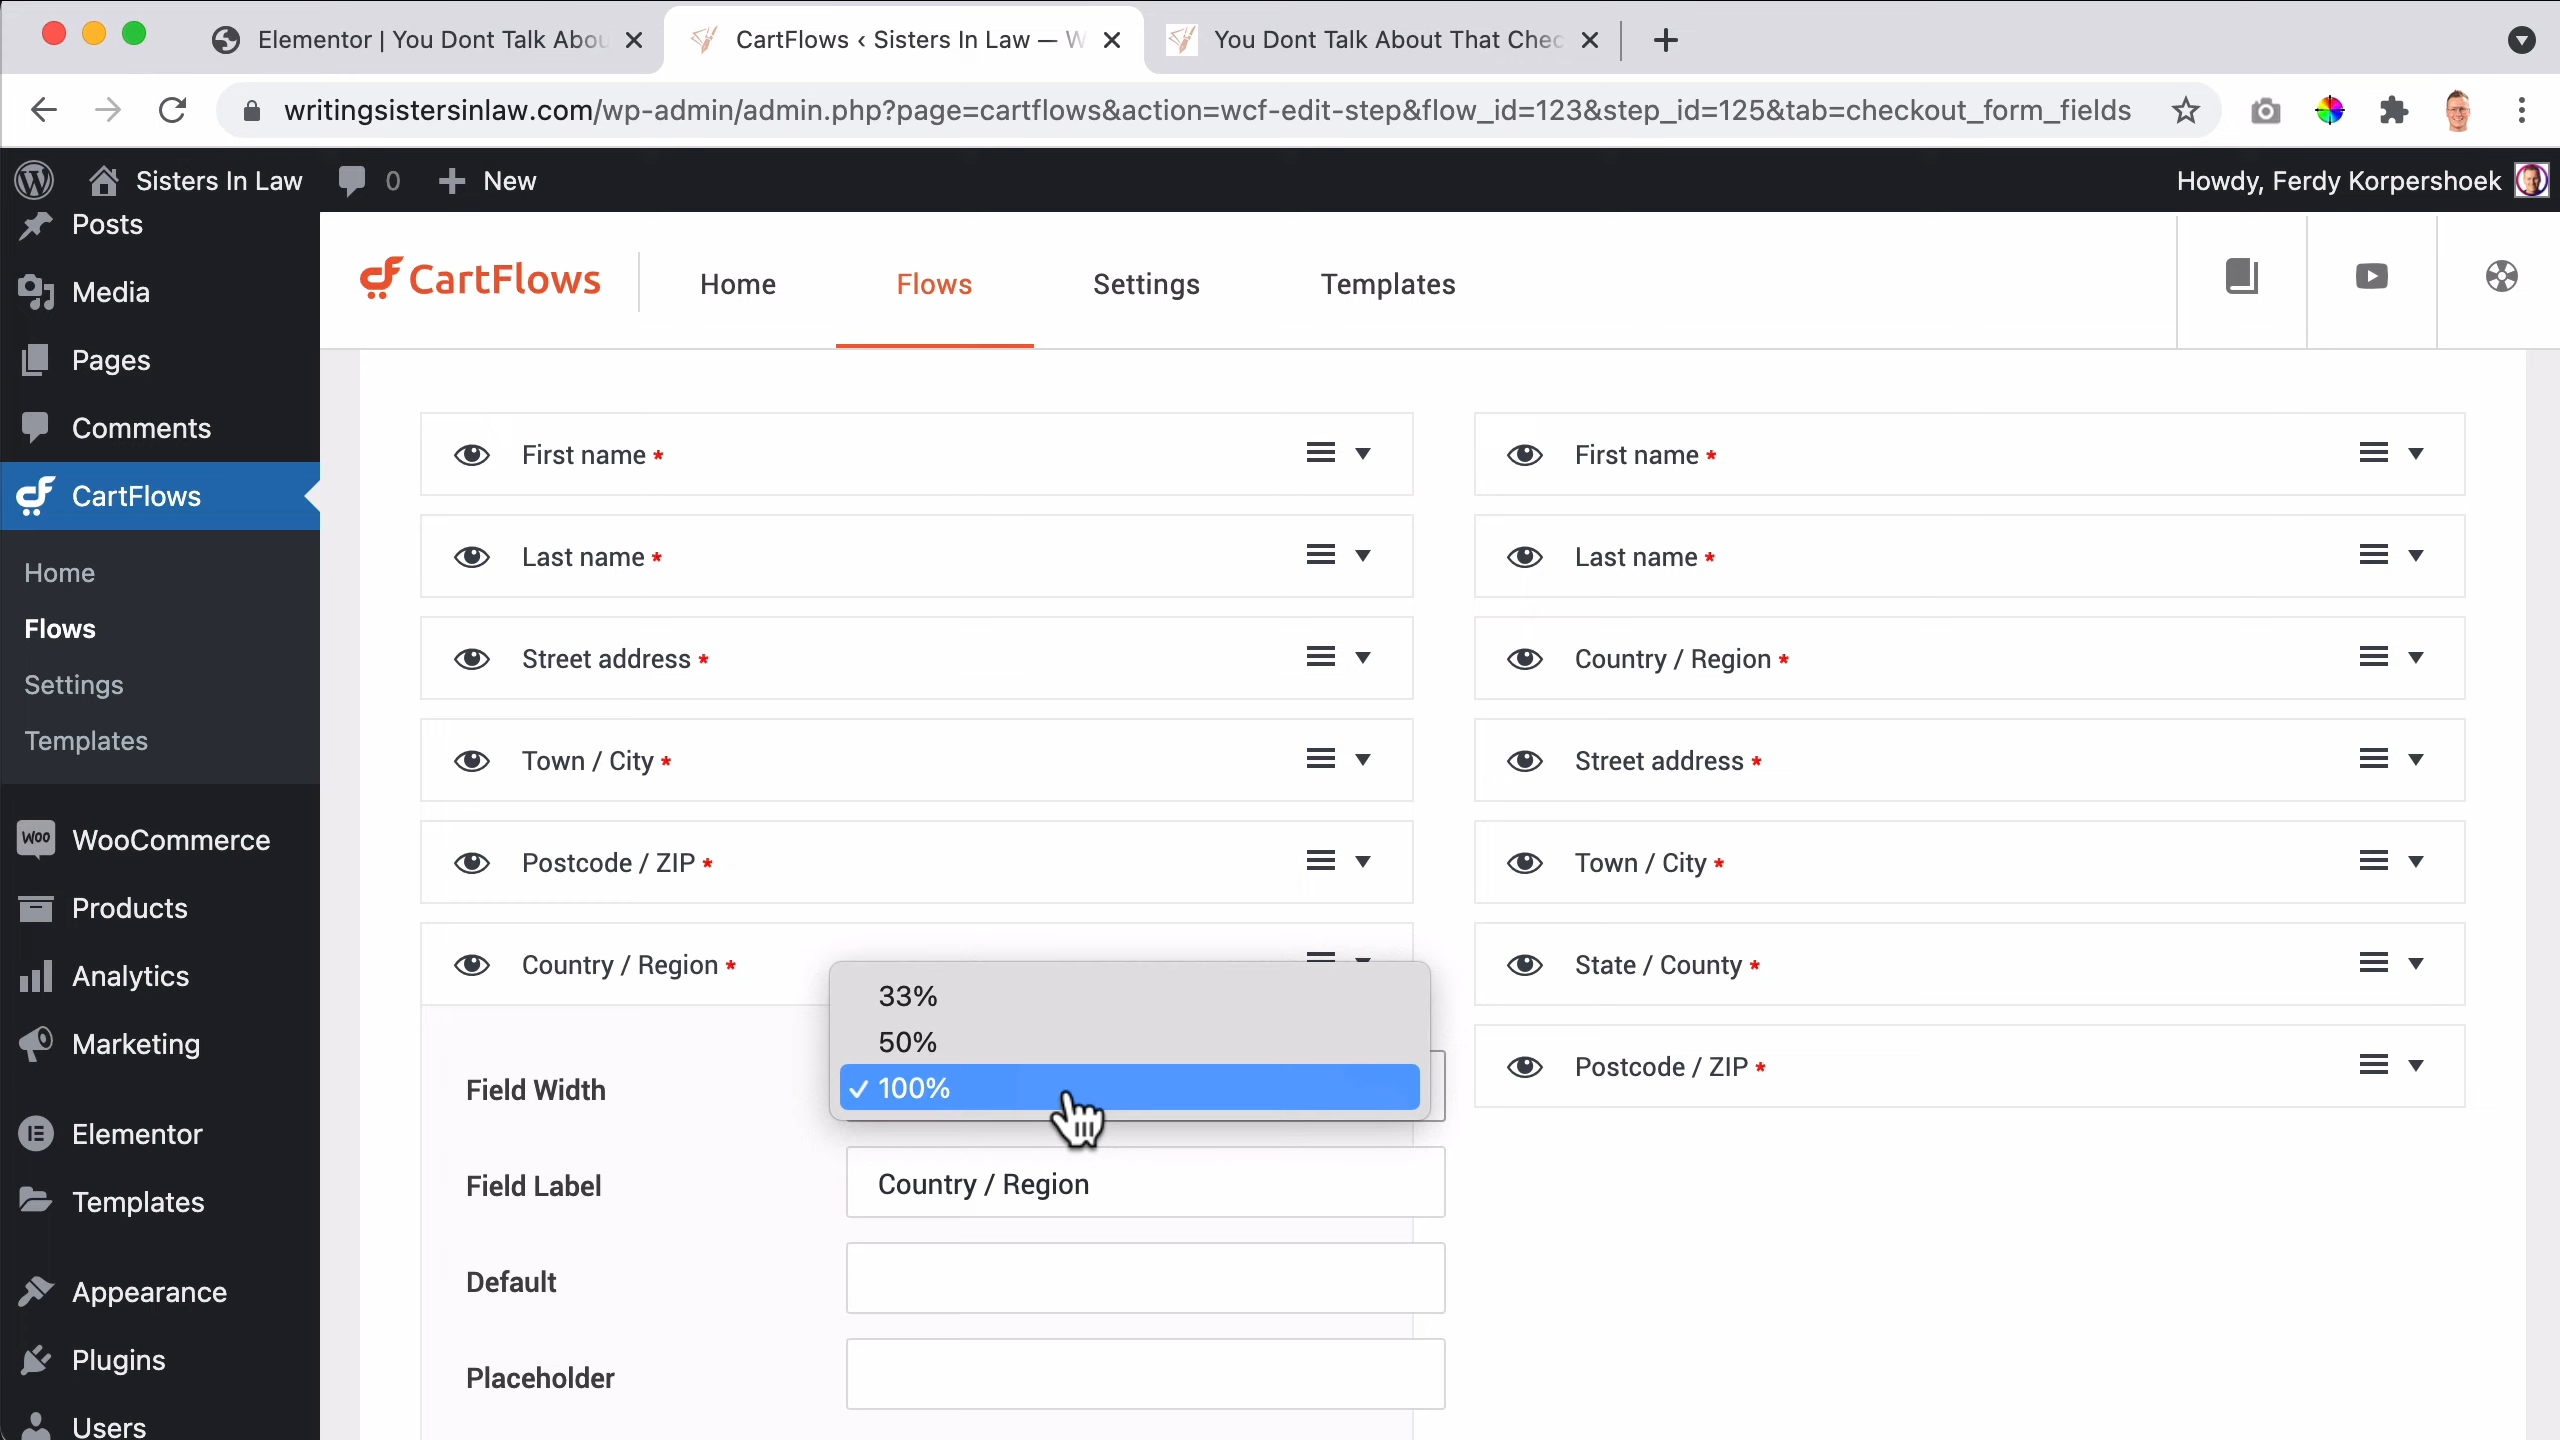 Elementor | You Dont Talk Abou
CartFlows ‹ Sisters In Law — W
You Dont Talk About That Chec
writingsistersinlaw.com/wp-admin/admin.php?page=cartflows&action=wcf-edit-step&flow_id=123&step_id=125&tab=checkout_form_fields
Sisters In Law
0
New
Howdy, Ferdy Korpershoek
Posts
Media
Pages
Comments
CartFlows
Home
Flows
Settings
Templates
WooCommerce
Products
Analytics
Marketing
Elementor
Templates
Appearance
Plugins
Users
CartFlows
Home
Flows
Settings
Templates
First name *
Last name *
Street address *
Town / City *
Postcode / ZIP *
Country / Region *
33%
50%
Field Width
✓ 100%
Field Label
Country / Region
Default
Placeholder
First name *
Last name *
Country / Region *
Street address *
Town / City *
State / County *
Postcode / ZIP *